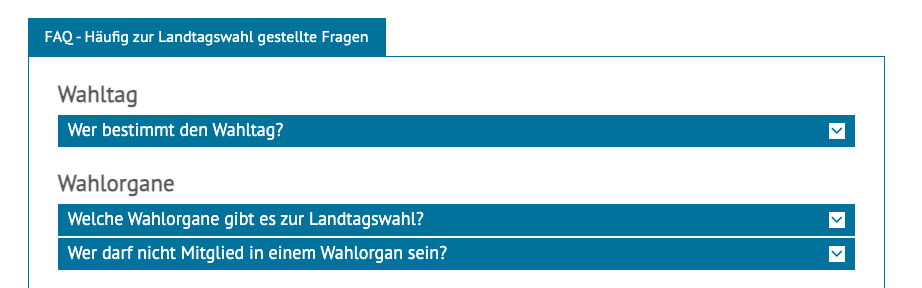 FAQ - Häufig zur Landtagswahl gestellte Fragen
Wahltag
Wer bestimmt den Wahltag?
Wahlorgane
Welche Wahlorgane gibt es zur Landtagswahl?
Wer darf nicht Mitglied in einem Wahlorgan sein?